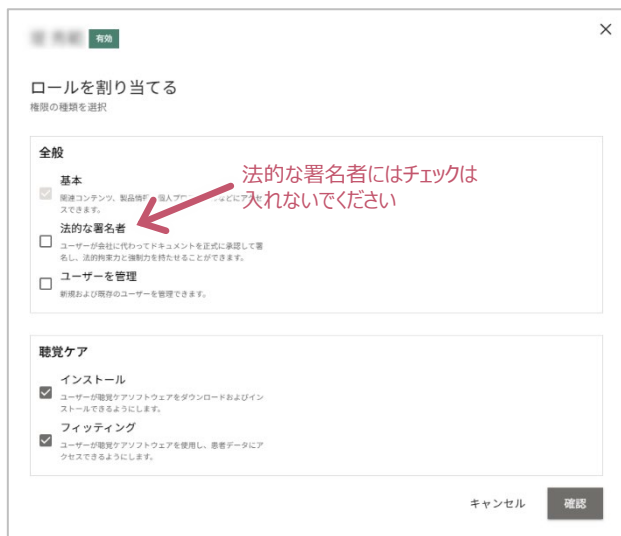 有効
ロールを割り当てる
権限の種類を選択
全般
基本
関連コンテンツ、製品情報、個人プロ
などにアクセ
スできます。
法的な署名者にはチェックは
入れないでください
法的な署名者
ユーザーが会社に代わってドキュメントを正式に承認して署
名し、法的拘束力と強制力を持たせることができます。
ユーザーを管理
新規および既存のユーザーを管理できます。
聴覚ケア
インストール
ユーザーが聴覚ケアソフトウェアをダウンロードおよびイン
ストールできるようにします。
フィッティング
ユーザーが聴覚ケアソフトウェアを使用し、患者データにア
クセスできるようにします。
キャンセル
確認